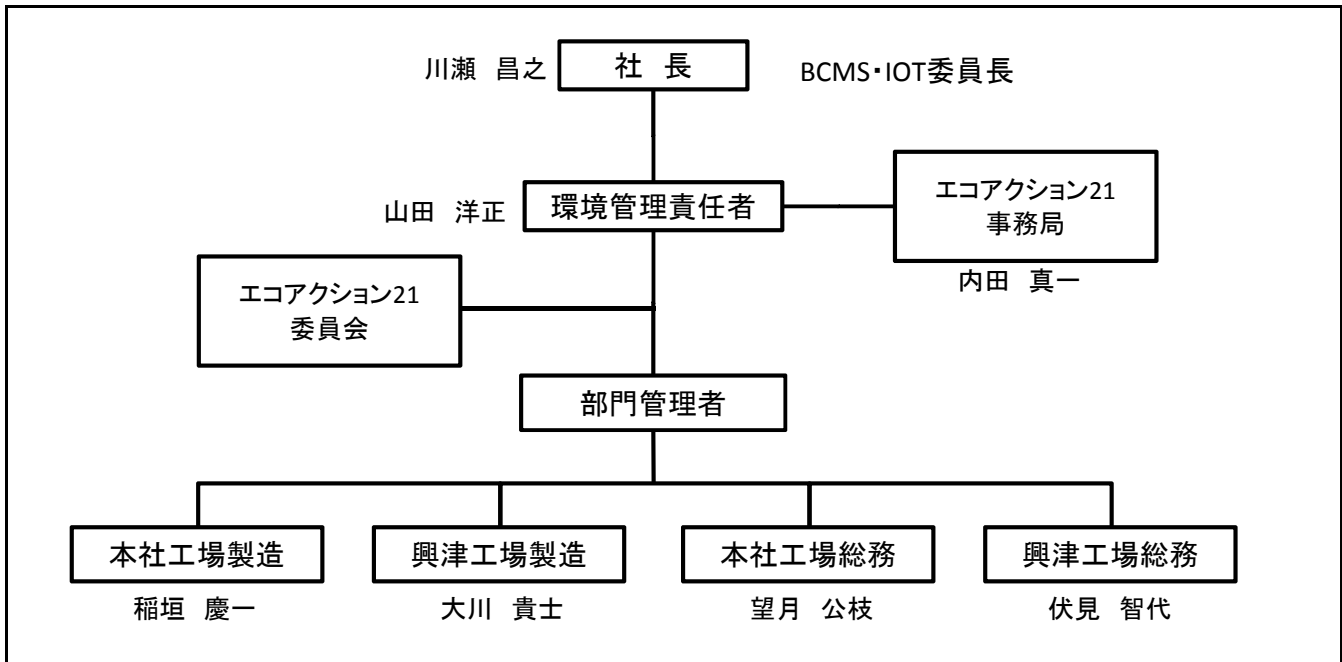 川瀬 昌之 社 長 BCMS・IOT委員長
エコアクション21
事務局
山田 洋正 環境管理責任者
内田 真一
エコアクション21
委員会
部門管理者
本社工場製造 興津工場製造 本社工場総務 興津工場総務
稲垣 慶一 大川 貴士 望月 公枝 伏見 智代